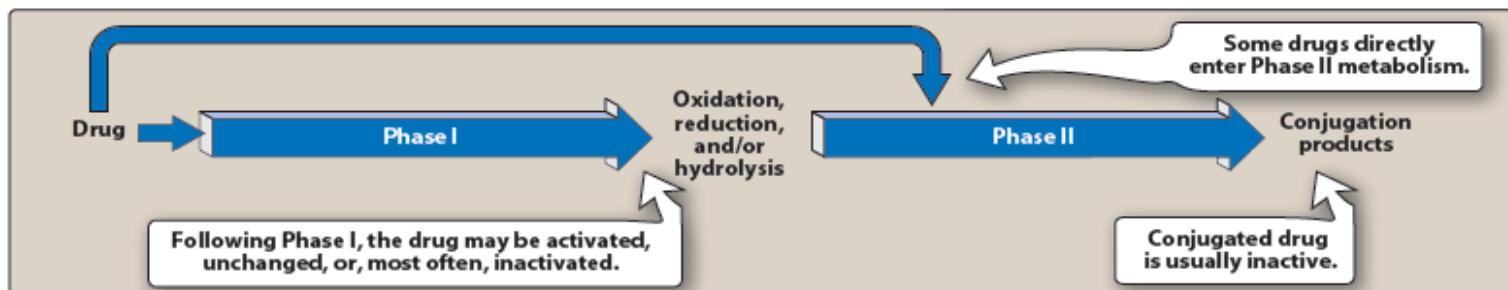 Some drugs directly
enter Phase II metabolism.
Drug
Phase I
Oxidation,
reduction,
and/or
hydrolysis
Phase II
Conjugation
products
Following Phase I, the drug may be activated,
unchanged, or, most often, inactivated.
Conjugated drug
is usually inactive.